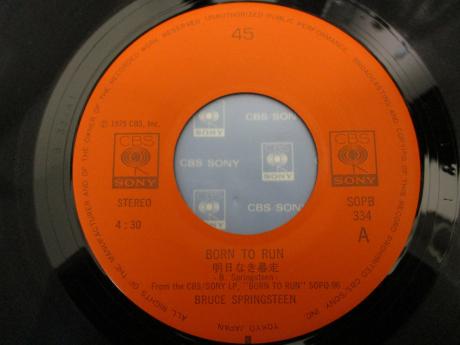 45
ALL RIGHTS OF THE MANUFACTURER AND OF THE OWNER OF THE RECORDED WORK RESERVED UNAUTHORIZED PUBLIC PERFORMANCE BROADCASTING AND COPYING OF THIS RECORD PROHIBITED CBS/SONY INC.
TOKYO JAPAN
Ⓟ 1975 CBS, Inc.
CBS
SONY
CBS
SONY
STEREO
4:30
SOPB
334
A
SONY
CBS SONY
CBS
SONY
CBS SONY
BORN TO RUN
明日なき暴走
- B. Springsteen -
From the CBS/SONY LP, "BORN TO RUN" SOPO-96
BRUCE SPRINGSTEEN